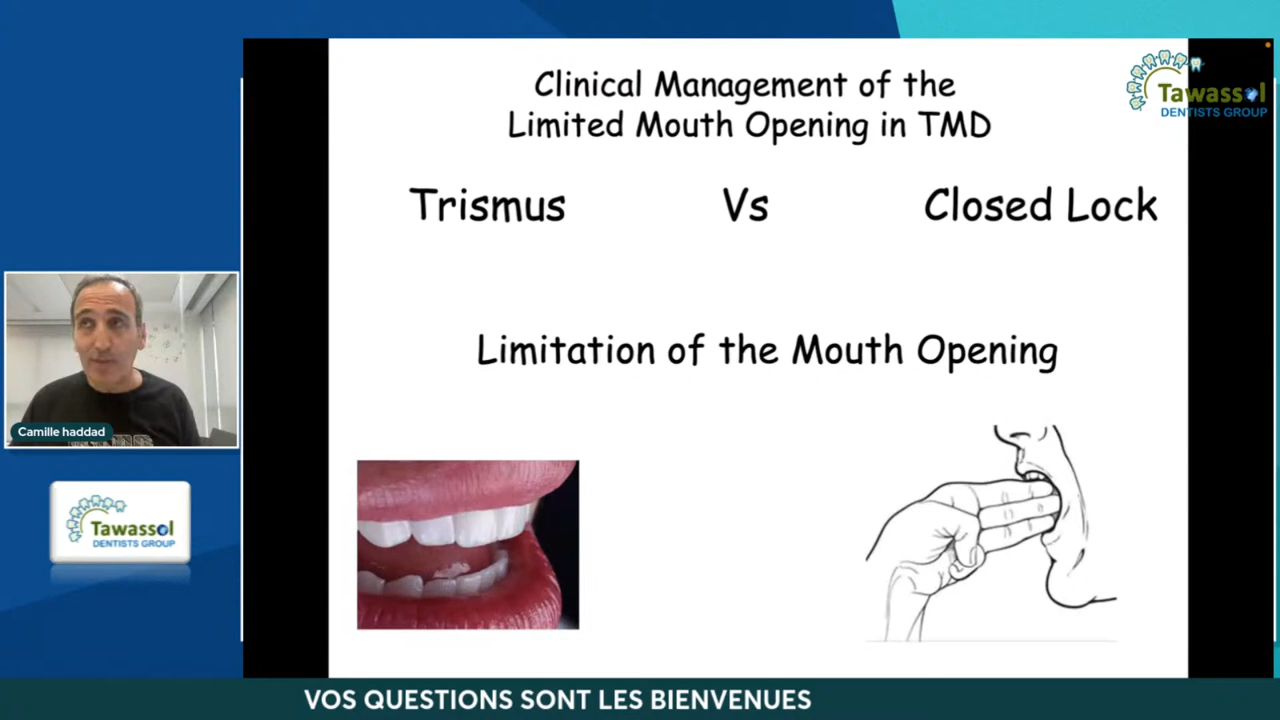 Clinical Management of the
Limited Mouth Opening in TMD
Tawassol
DENTISTS GROUP
Trismus Vs Closed Lock
Limitation of the Mouth Opening
Camille haddad
Tawassol
DENTISTS GROUP
VOS QUESTIONS SONT LES BIENVENUES